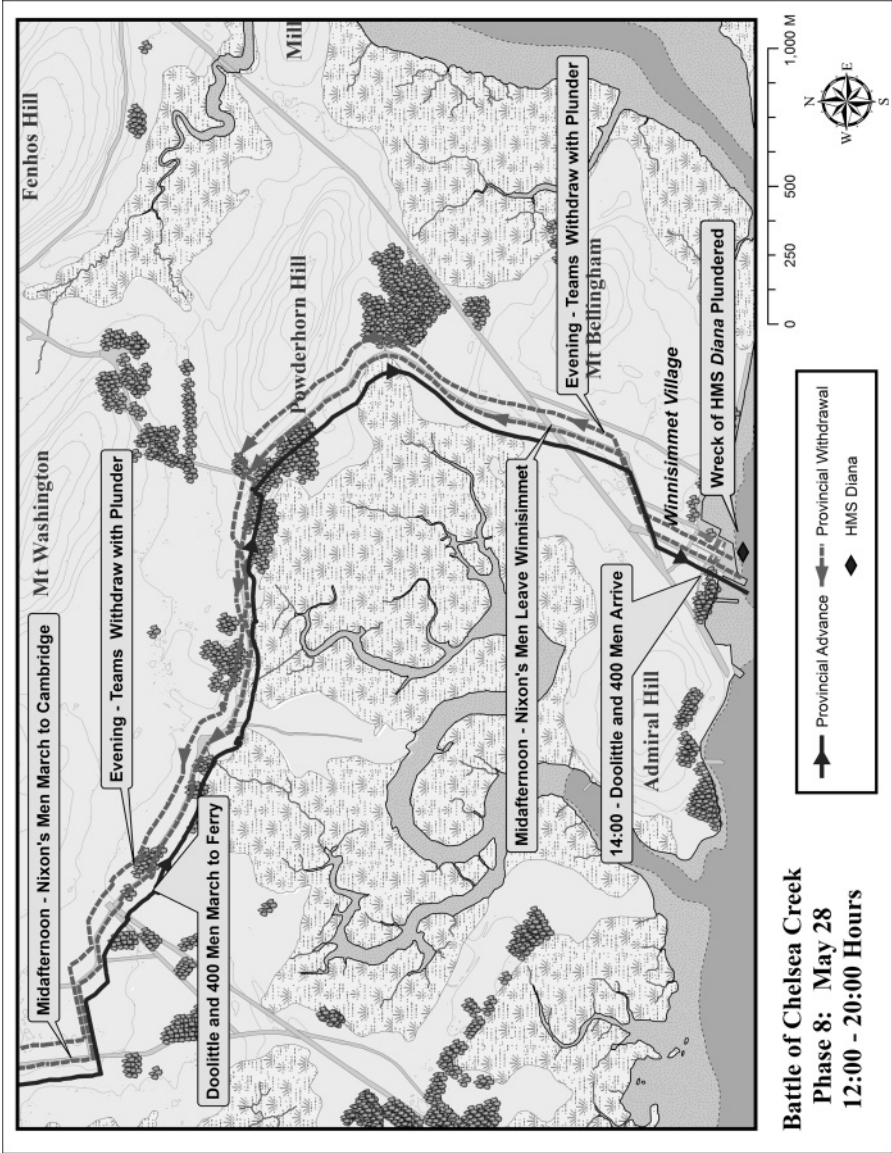 Fenhos Hill
Mill
Mt Washington
Midafternoon - Nixon's Men March to Cambridge
Evening - Teams Withdraw with Plunder
Powderhorn Hill
Doolittle and 400 Men March to Ferry
Evening - Teams Withdraw with Plunder
Mt Bellingham
Midafternoon - Nixon's Men Leave Winnisimmet
Winnisimmet Village
14:00 - Doolittle and 400 Men Arrive
Admiral Hill
Wreck of HMS Diana Plundered
Battle of Chelsea Creek
Phase 8: May 28
12:00 - 20:00 Hours
Provincial Advance
Provincial Withdrawal
HMS Diana
0 250 500 1,000 M
N
W E
S